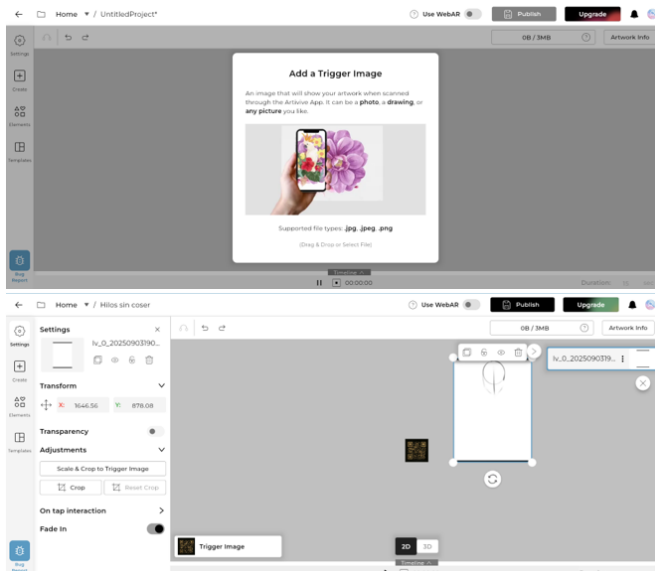 Home ▾ / UntitledProject*
Use WebAR
Publish
Upgrade
0B / 3MB
Artwork Info
Settings
Create
Elements
Templates
Bug Report
Add a Trigger Image
An image that will show your artwork when scanned
through the Artivive App. It can be a photo, a drawing, or
any picture you like.
Supported file types: .jpg, .jpeg, .png
(Drag & Drop or Select File)
Timeline
00:00:00
Duration:
Home ▾ / Hilos sin coser
Use WebAR
Publish
Upgrade
0B / 3MB
Artwork Info
Settings
Create
Elements
Templates
Bug Report
Settings
lv_0_20250903190...
Transform
X: 1646.56 Y: 878.08
Transparency
Adjustments
Scale & Crop to Trigger Image
Crop
Reset Crop
On tap interaction
Fade In
lv_0_2025090319...
Trigger Image
2D 3D
Timeline